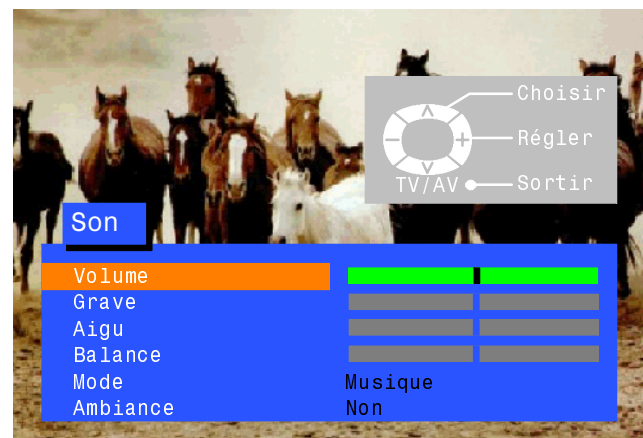 Choisir
Régler
TV/AV Sortir
Son
Volume
Grave
Aigu
Balance
Mode Musique
Ambiance Non